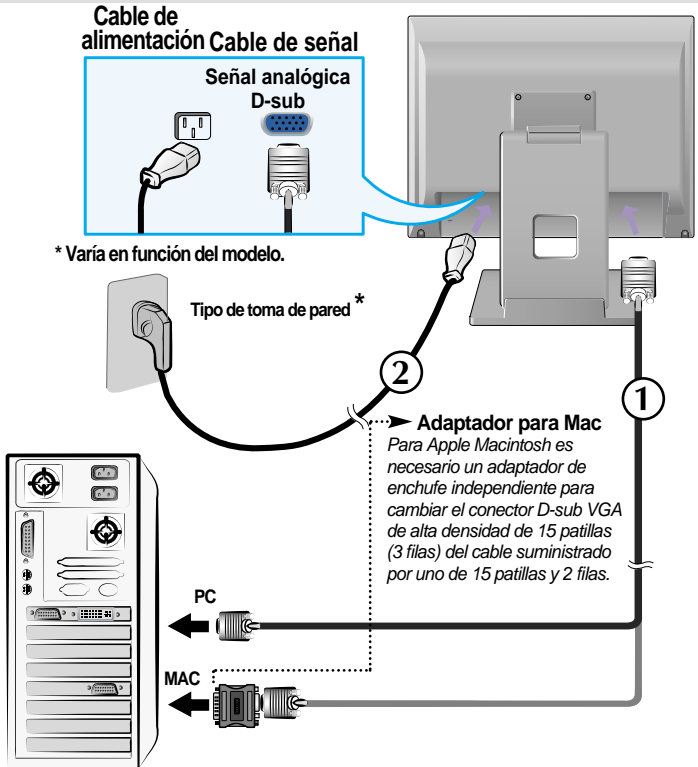 Cable de
alimentación
Cable de señal
Señal analógica
D-sub
* Varía en función del modelo.
Tipo de toma de pared *
2
1
Adaptador para Mac
Para Apple Macintosh es
necesario un adaptador de
enchufe independiente para
cambiar el conector D-sub VGA
de alta densidad de 15 patillas
(3 filas) del cable suministrado
por uno de 15 patillas y 2 filas.
PC
MAC